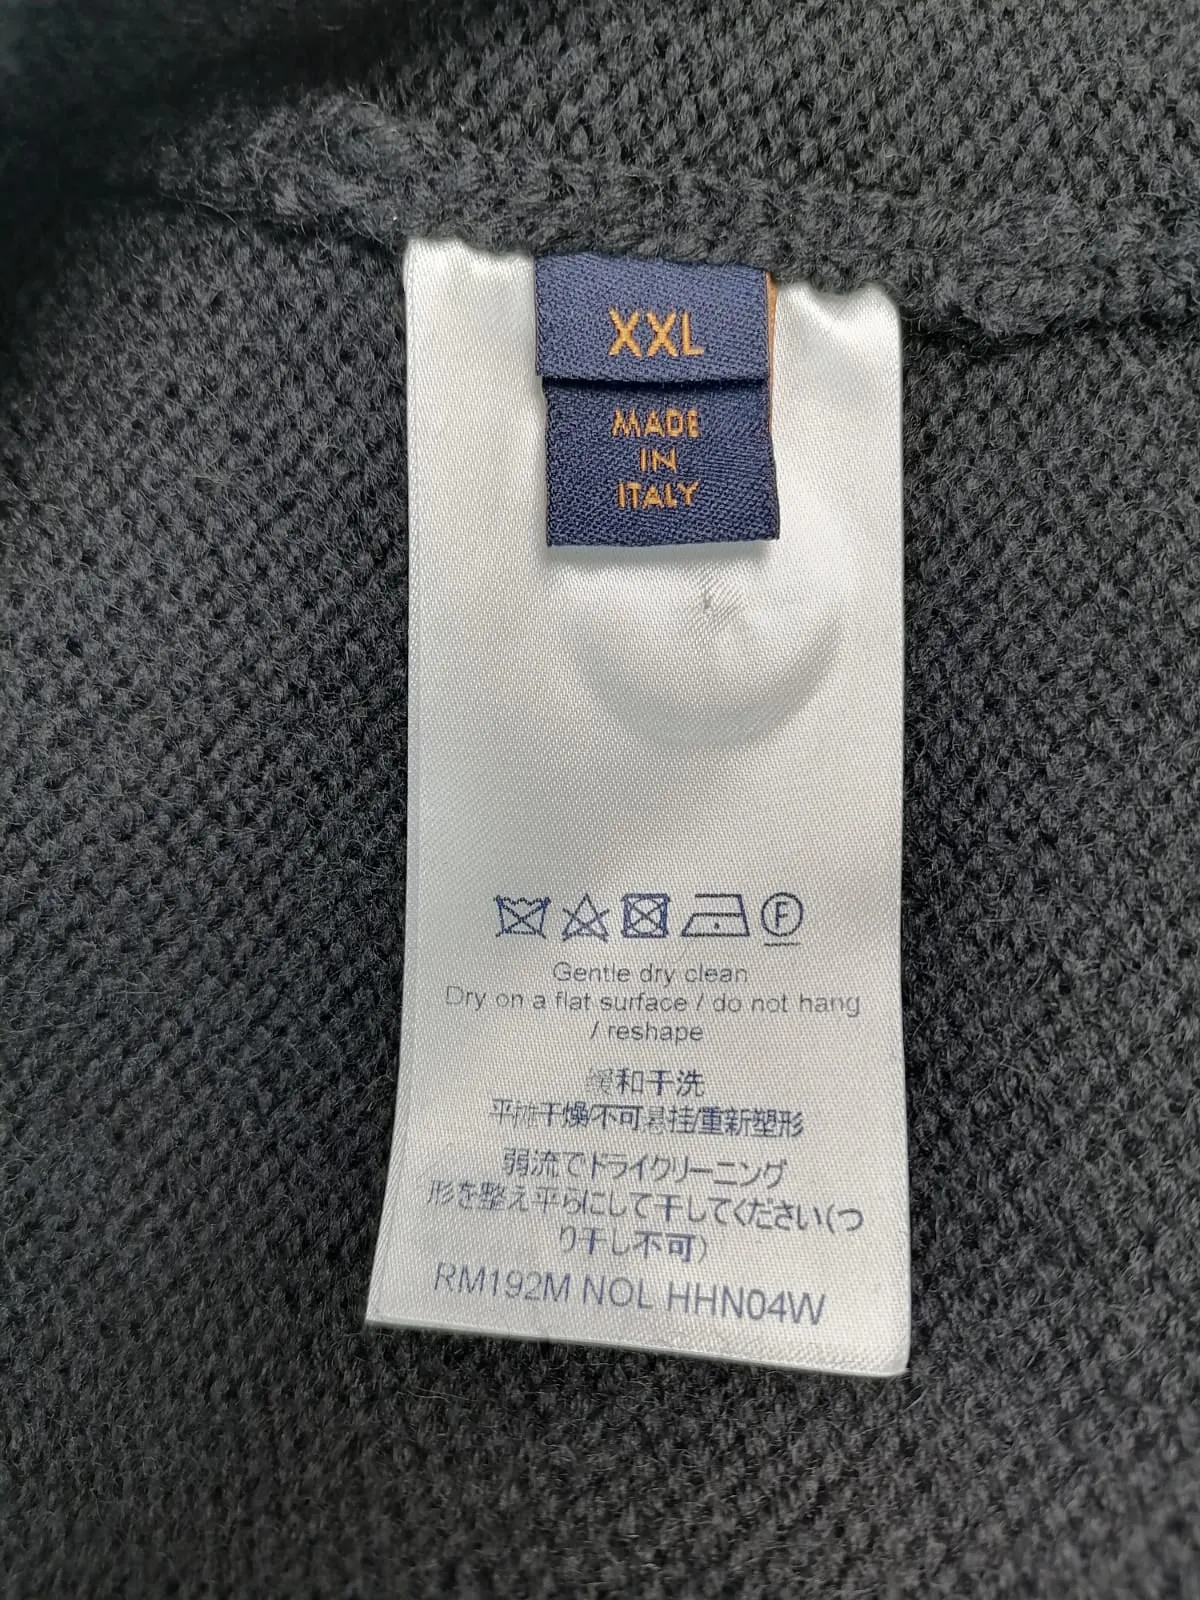 XXL
MADE
IN
ITALY
F
Gentle dry clean
Dry on a flat surface / do not hang
/ reshape
缓和干洗
平摊干燥/不可悬挂/重新塑形
弱流でドライクリーニング
形を整え平らにして干してください(つ
り干し不可)
RM192M NOL HHN04W